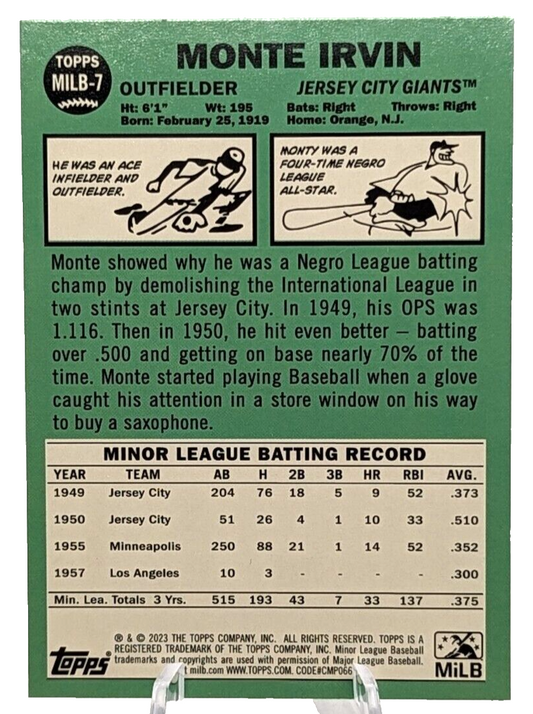 TOPPS
MILB-7
MONTE IRVIN
OUTFIELDER JERSEY CITY GIANTS™
Ht: 6'1" Wt: 195 Bats: Right Throws: Right
Born: February 25, 1919 Home: Orange, N.J.
HE WAS AN ACE
INFIELDER AND
OUTFIELDER.
MONTY WAS A
FOUR-TIME NEGRO
LEAGUE
ALL-STAR.
Monte showed why he was a Negro League batting
champ by demolishing the International League in
two stints at Jersey City. In 1949, his OPS was
1.116. Then in 1950, he hit even better – batting
over .500 and getting on base nearly 70% of the
time. Monte started playing Baseball when a glove
caught his attention in a store window on his way
to buy a saxophone.
MINOR LEAGUE BATTING RECORD
YEAR TEAM AB H 2B 3B HR RBI AVG.
1949 Jersey City 204 76 18 5 9 52 .373
1950 Jersey City 51 26 4 1 10 33 .510
1955 Minneapolis 250 88 21 1 14 52 .352
1957 Los Angeles 10 3 - - - - .300
Min. Lea. Totals 3 Yrs. 515 193 43 7 33 137 .375
® & © 2023 THE TOPPS COMPANY, INC. ALL RIGHTS RESERVED. TOPPS IS A
REGISTERED TRADEMARK OF THE TOPPS COMPANY, INC. Minor League Baseball
trademarks and copyrights are used with permission of Major League Baseball.
milb.com WWW.TOPPS.COM. CODE#CMP066
topps
MiLB